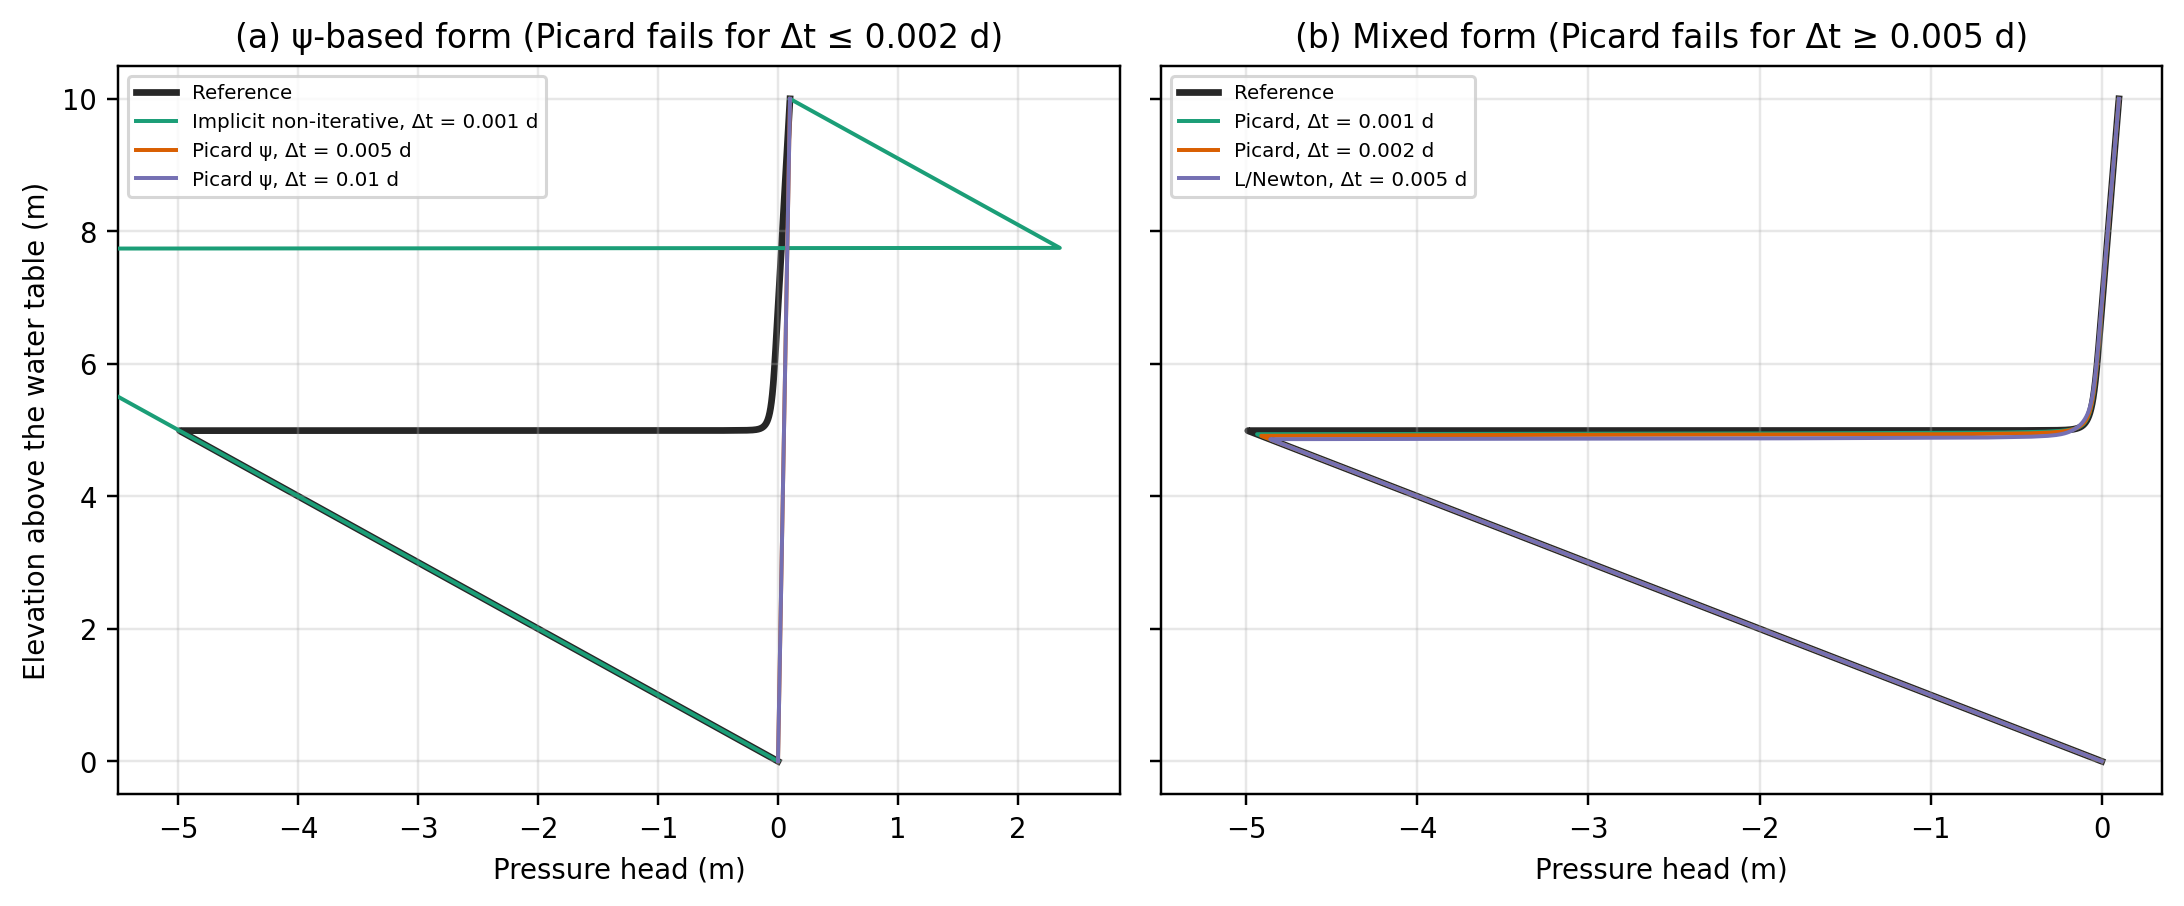 (a) ψ-based form (Picard fails for Δt ≤ 0.002 d)
Reference
Implicit non-iterative, Δt = 0.001 d
Picard ψ, Δt = 0.005 d
Picard ψ, Δt = 0.01 d
Elevation above the water table (m)
10
8
6
4
2
0
−5 −4 −3 −2 −1 0 1 2
Pressure head (m)
(b) Mixed form (Picard fails for Δt ≥ 0.005 d)
Reference
Picard, Δt = 0.001 d
Picard, Δt = 0.002 d
L/Newton, Δt = 0.005 d
−5 −4 −3 −2 −1 0
Pressure head (m)